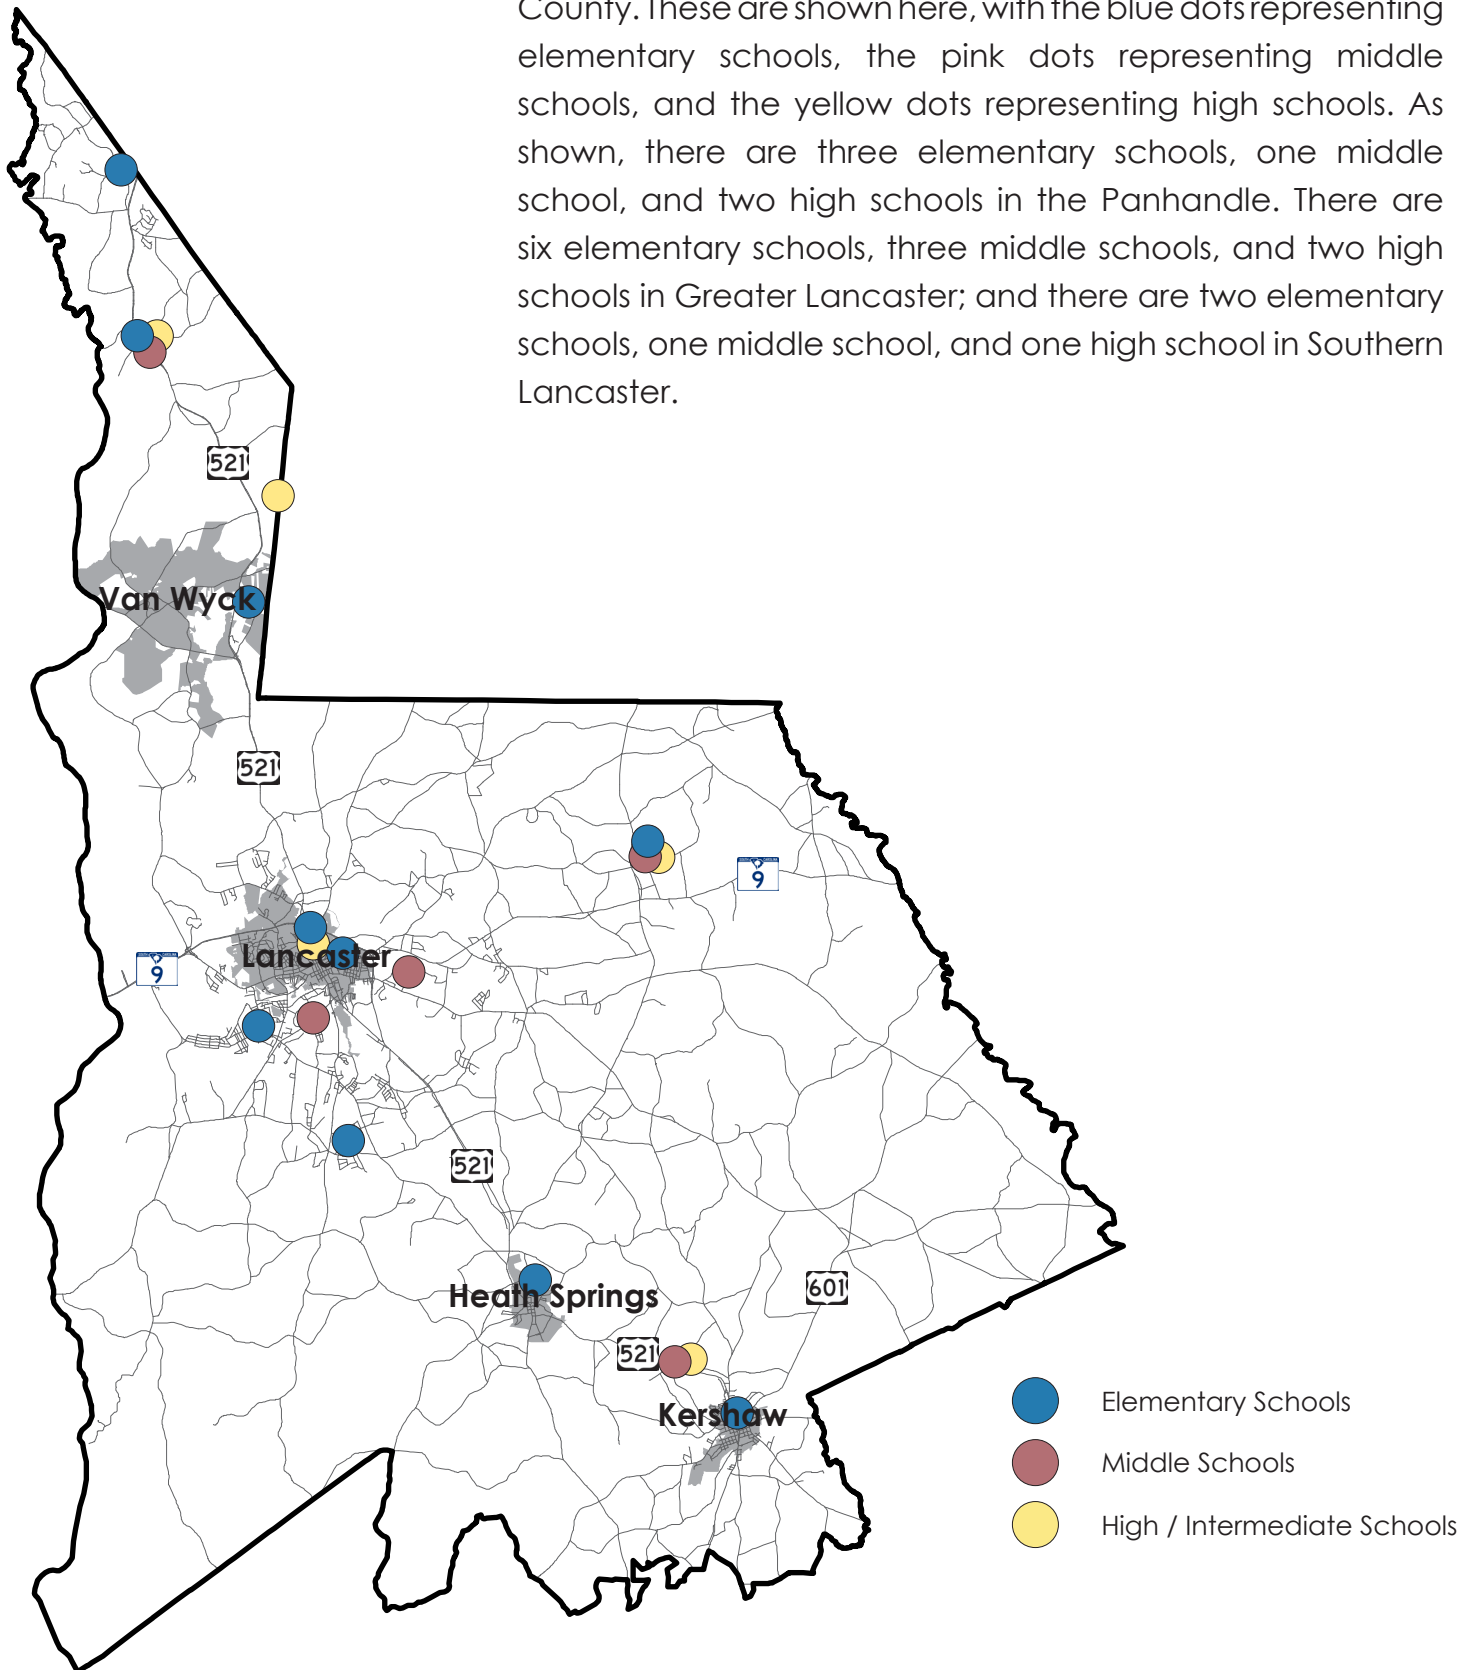 County. These are shown here, with the blue dots representing
elementary schools, the pink dots representing middle
schools, and the yellow dots representing high schools. As
shown, there are three elementary schools, one middle
school, and two high schools in the Panhandle. There are
six elementary schools, three middle schools, and two high
schools in Greater Lancaster; and there are two elementary
schools, one middle school, and one high school in Southern
Lancaster.
521
Van Wyck
521
9
Lancaster
9
521
Heath Springs
601
521
Kershaw
Elementary Schools
Middle Schools
High / Intermediate Schools